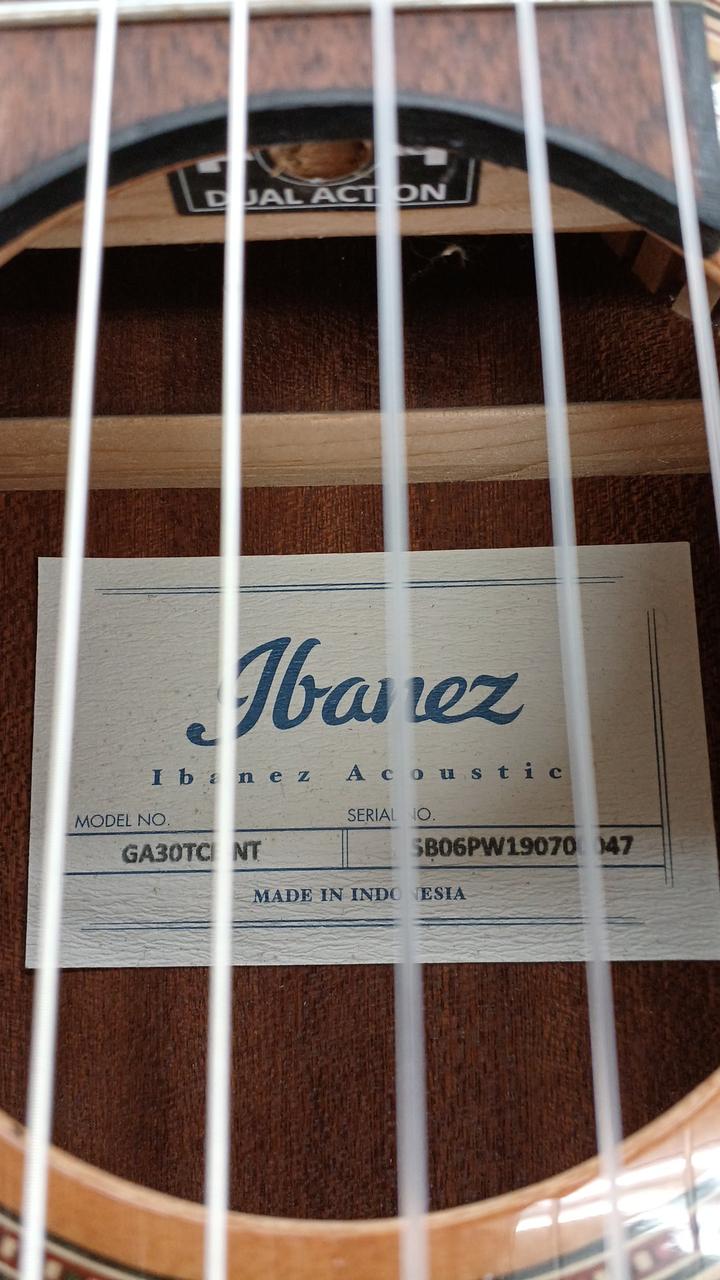 DUAL ACTION
Ibanez
Ibanez Acoustic
MODEL NO.
SERIAL NO.
MADE IN INDONESIA